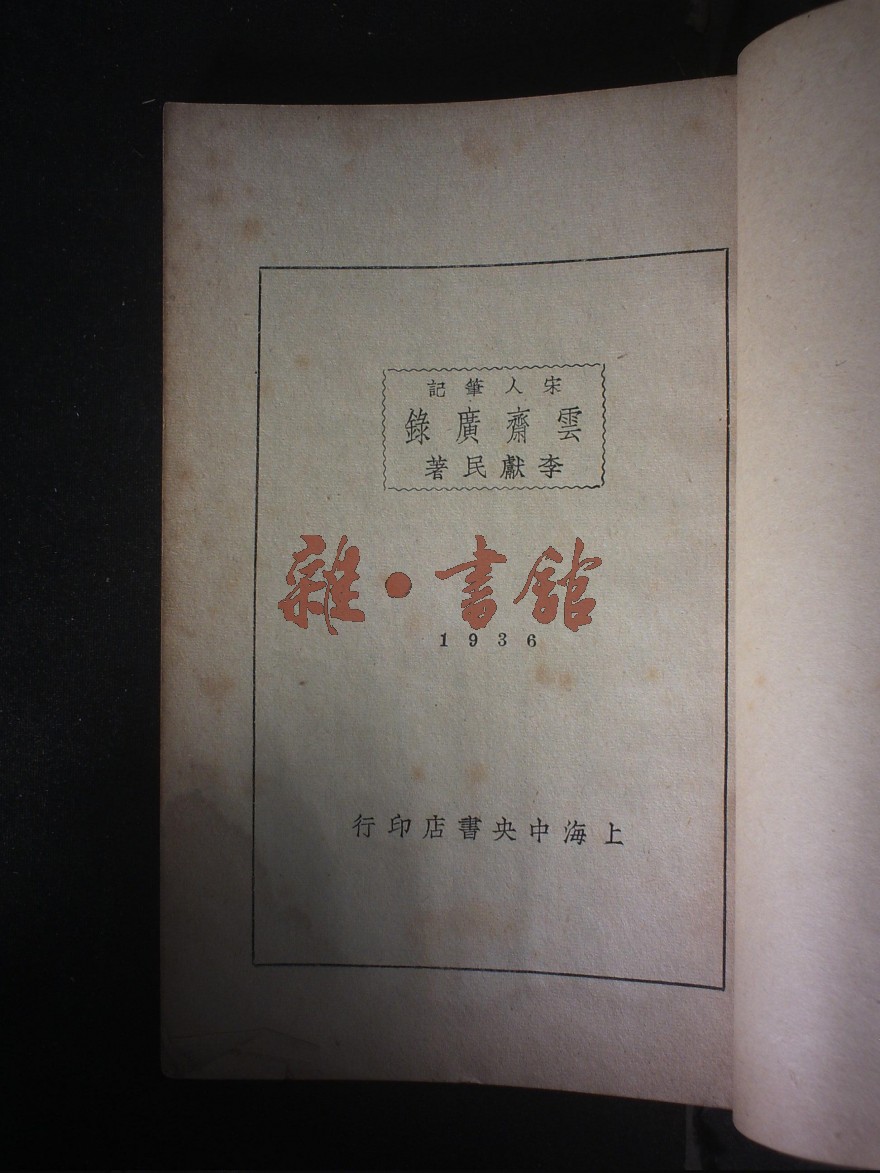 宋人筆記
雲齋廣錄
李獻民著
雜·書館
1936
上海中央書店印行